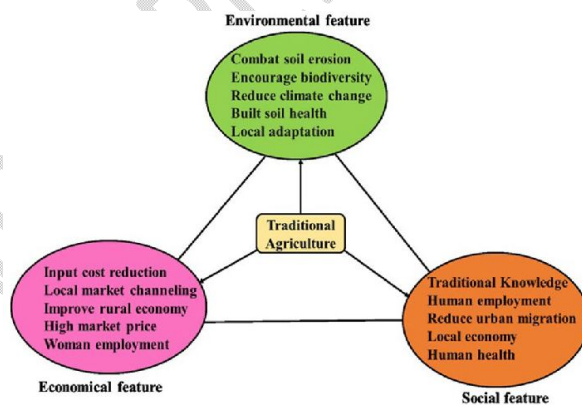 Environmental feature
Combat soil erosion
Encourage biodiversity
Reduce climate change
Built soil health
Local adaptation
Traditional
Agriculture
Input cost reduction
Local market channeling
Improve rural economy
High market price
Woman employment
Economical feature
Traditional Knowledge
Human employment
Reduce urban migration
Local economy
Human health
Social feature